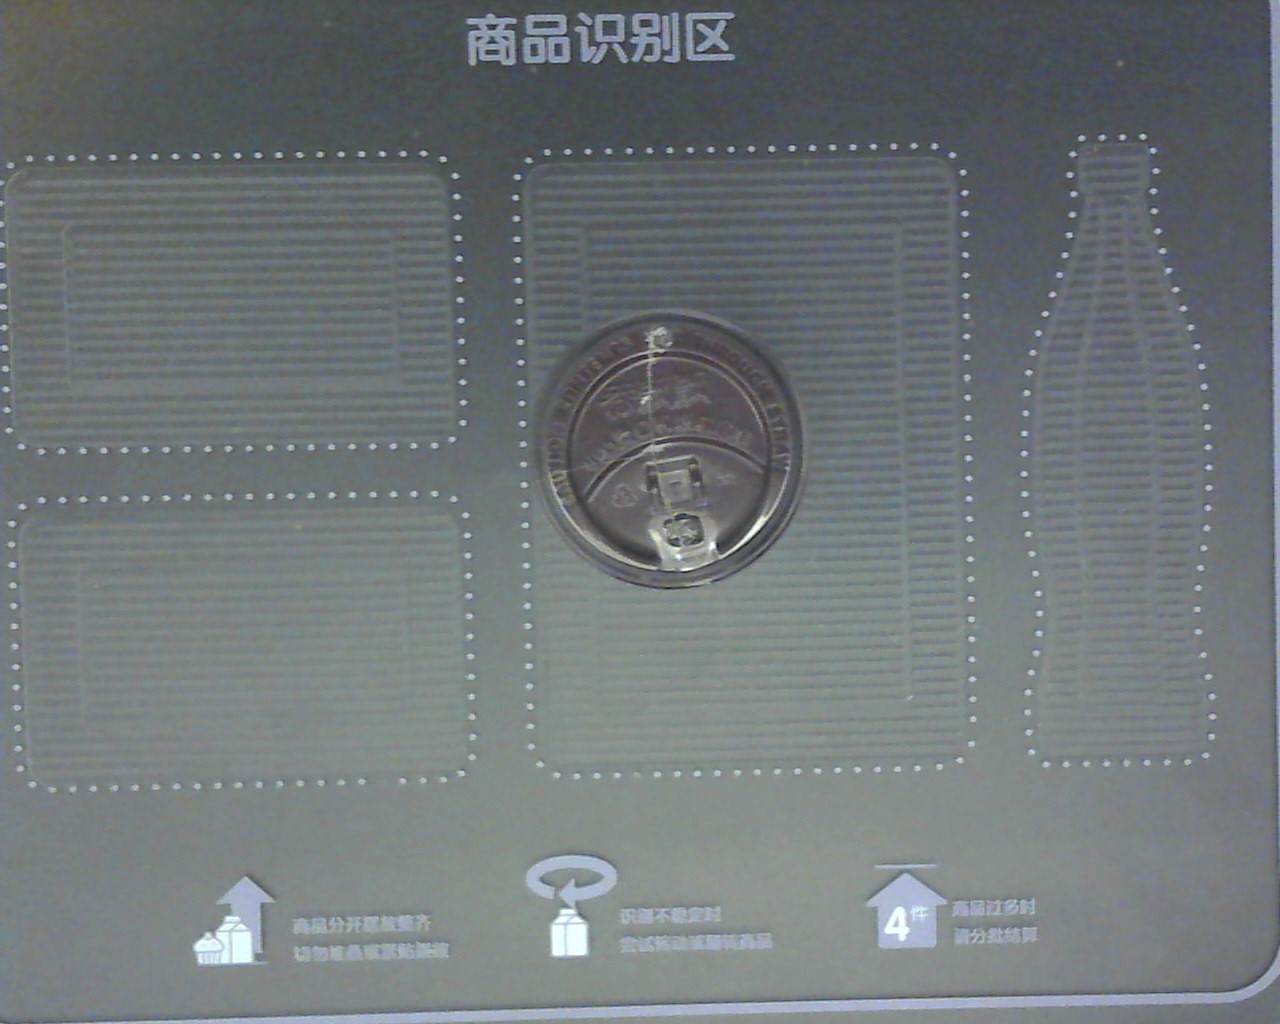 商品识别区
THROUGH STRAW
商品分开摆放整齐
切勿堆叠或紧贴摆放
识别不稳定时
尝试转动或翻转商品
4件
商品过多时
请分批结算